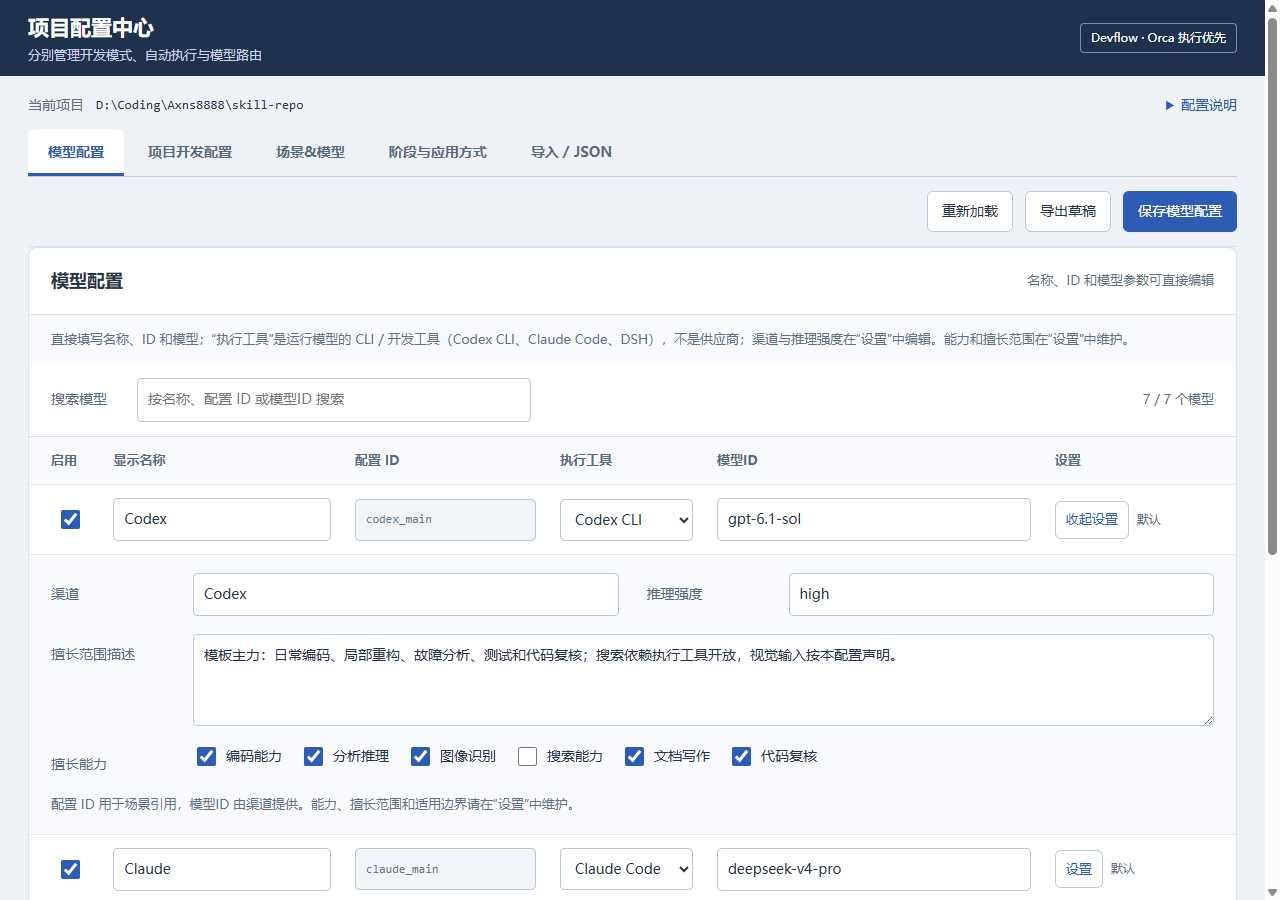 项目配置中心
分别管理开发模式、自动执行与模型路由
Devflow · Orca 执行优先
当前项目 D:\Coding\Axns8888\skill-repo
▶ 配置说明
模型配置 项目开发配置 场景&模型 阶段与应用方式 导入 / JSON
重新加载 导出草稿 保存模型配置
模型配置
名称、ID 和模型参数可直接编辑
直接填写名称、ID 和模型；“执行工具”是运行模型的 CLI / 开发工具（Codex CLI、Claude Code、DSH），不是供应商；渠道与推理强度在“设置”中编辑。能力和擅长范围在“设置”中维护。
搜索模型 按名称、配置 ID 或模型ID 搜索 7 / 7 个模型
启用 显示名称 配置 ID 执行工具 模型ID 设置
Codex codex_main Codex CLI gpt-6.1-sol 收起设置 默认
渠道 Codex 推理强度 high
擅长范围描述 模板主力：日常编码、局部重构、故障分析、测试和代码复核；搜索依赖执行工具开放，视觉输入按本配置声明。
擅长能力 编码能力 分析推理 图像识别 搜索能力 文档写作 代码复核
配置 ID 用于场景引用，模型ID 由渠道提供。能力、擅长范围和适用边界请在“设置”中维护。
Claude claude_main Claude Code deepseek-v4-pro 设置 默认